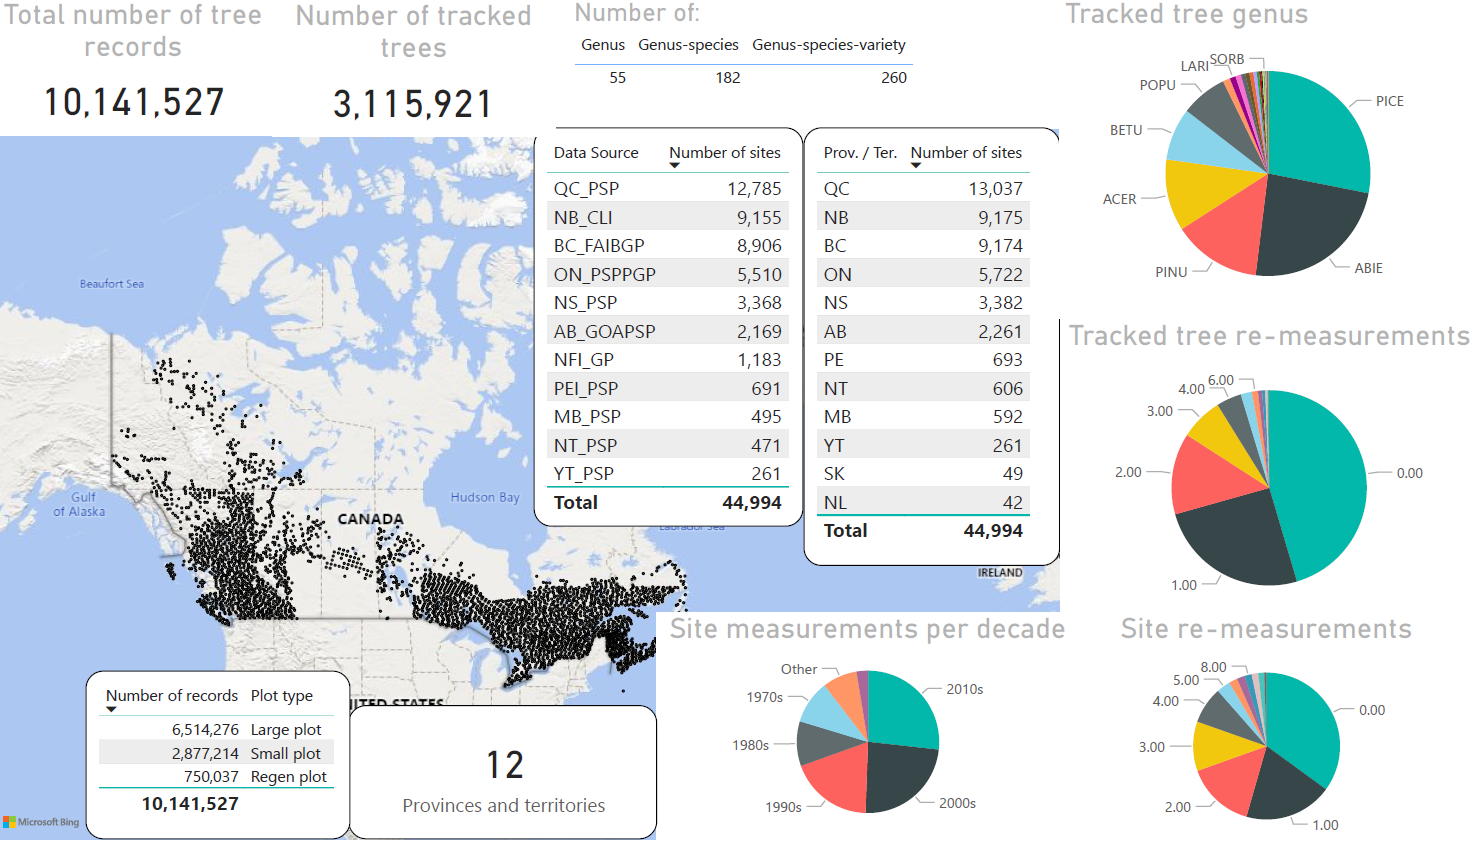 Total number of tree
records
10,141,527
Number of tracked
trees
3,115,921
Number of:
Genus Genus-species Genus-species-variety
55 182 260
Data Source Number of sites
QC_PSP 12,785
NB_CLI 9,155
BC_FAIBGP 8,906
ON_PSPPGP 5,510
NS_PSP 3,368
AB_GOAPSP 2,169
NFI_GP 1,183
PEI_PSP 691
MB_PSP 495
NT_PSP 471
YT_PSP 261
Total 44,994
Prov. / Ter. Number of sites
QC 13,037
NB 9,175
BC 9,174
ON 5,722
NS 3,382
AB 2,261
PE 693
NT 606
MB 592
YT 261
SK 49
NL 42
Total 44,994
Tracked tree genus
SORB
LARI
POPU
BETU
ACER
PINU
PICE
ABIE
Tracked tree re-measurements
6.00
4.00
3.00
2.00
1.00
0.00
Beaufort Sea
Gulf
of Alaska
Hudson Bay
CANADA
Labrador Sea
IRELAND
UNITED STATES
Number of records Plot type
6,514,276 Large plot
2,877,214 Small plot
750,037 Regen plot
10,141,527
12
Provinces and territories
Microsoft Bing
Site measurements per decade
Other
1970s
1980s
1990s
2010s
2000s
Site re-measurements
8.00
5.00
4.00
3.00
2.00
0.00
1.00